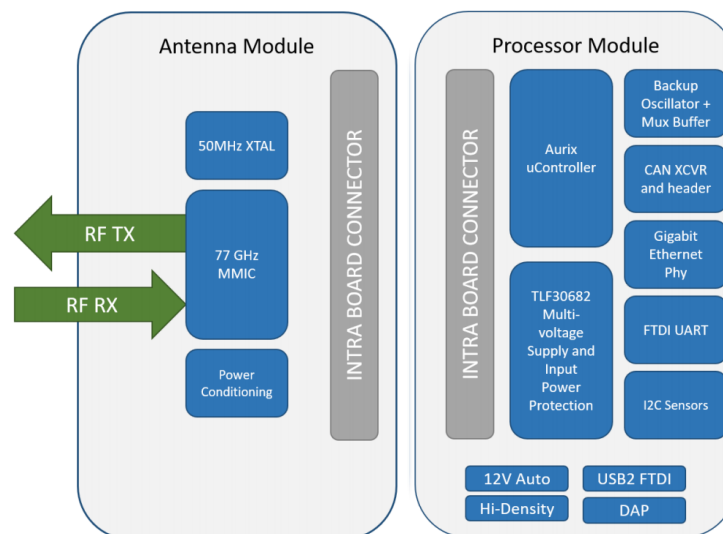 Antenna Module
50MHz XTAL
RF TX
77 GHz
MMIC
RF RX
Power
Conditioning
INTRA BOARD CONNECTOR
Processor Module
INTRA BOARD CONNECTOR
Aurix
uController
TLF30682
Multi-
voltage
Supply and
Input
Power
Protection
Backup
Oscillator +
Mux Buffer
CAN XCVR
and header
Gigabit
Ethernet
Phy
FTDI UART
I2C Sensors
12V Auto
USB2 FTDI
Hi-Density
DAP